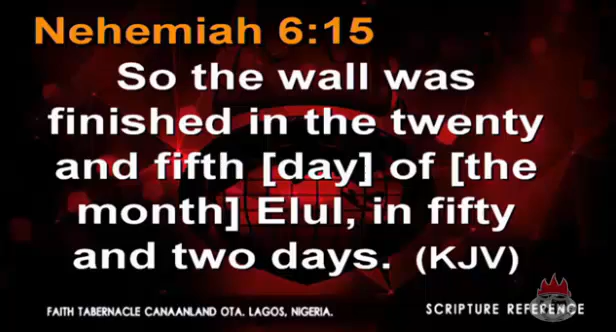 Nehemiah 6:15
So the wall was
finished in the twenty
and fifth [day] of [the
month] Elul, in fifty
and two days. (KJV)
FAITH TABERNACLE CANAANLAND OTA. LAGOS, NIGERIA.
SCRIPTURE REFERENCE